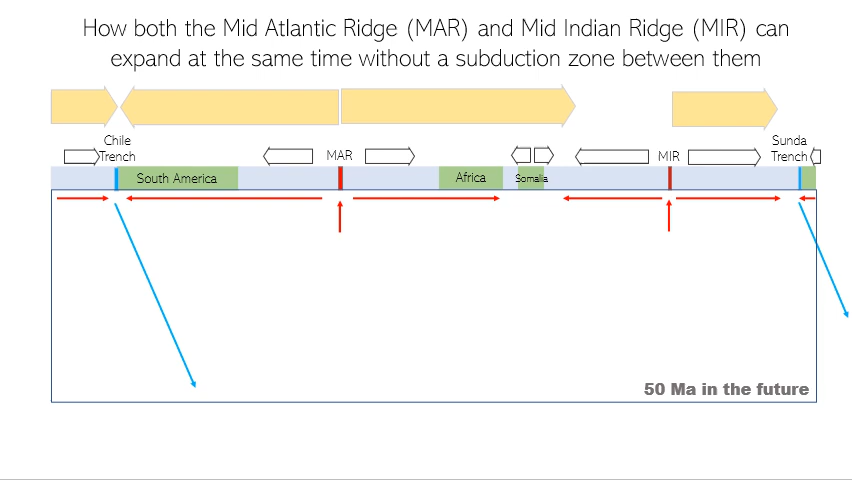 How both the Mid Atlantic Ridge (MAR) and Mid Indian Ridge (MIR) can
expand at the same time without a subduction zone between them
Chile
Trench
MAR
MIR
Sunda
Trench
South America
Africa
Somalia
50 Ma in the future